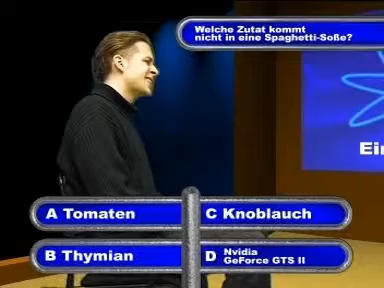 Welche Zutat kommt
nicht in eine Spaghetti-Soße?
Ein
A Tomaten
C Knoblauch
B Thymian
D Nvidia
GeForce GTS II